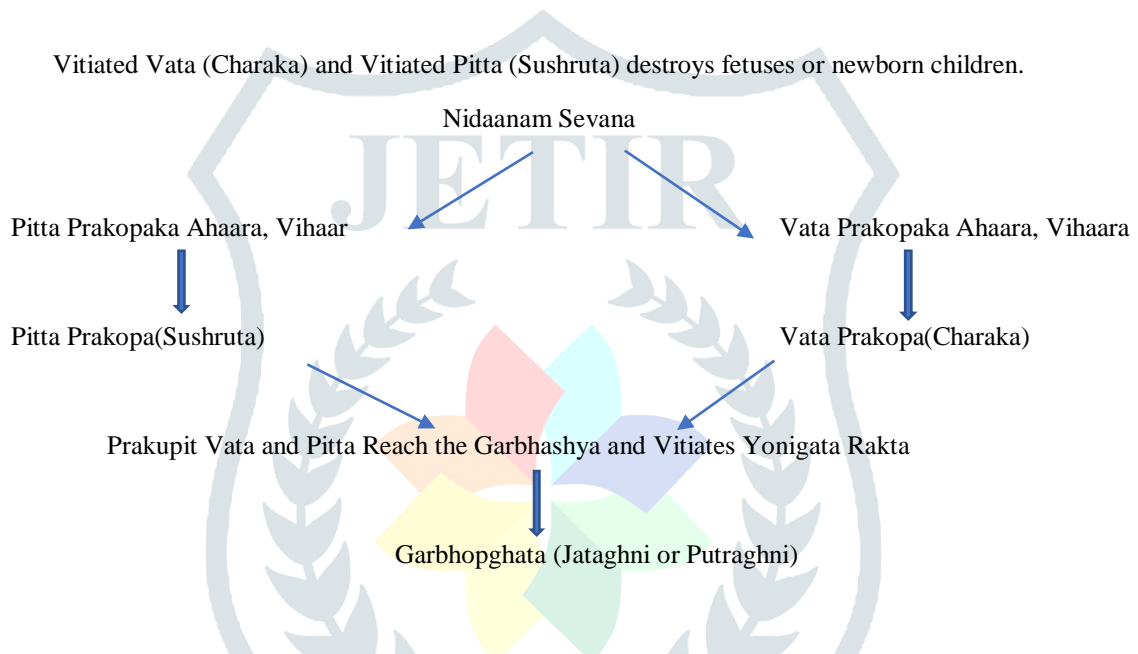 Vitiated Vata (Charaka) and Vitiated Pitta (Sushruta) destroys fetuses or newborn children.
Nidaanam Sevana
JETIR
Pitta Prakopaka Ahaara, Vihaar
Vata Prakopaka Ahaara, Vihaara
Pitta Prakopa(Sushruta)
Vata Prakopa(Charaka)
Prakupit Vata and Pitta Reach the Garbhashya and Vitiates Yonigata Rakta
Garbhopghata (Jataghni or Putraghni)